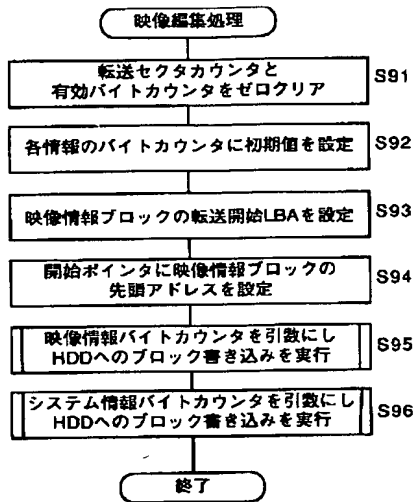 映像編集処理
転送セクタカウンタと
有効バイトカウンタをゼロクリア
S91
各情報のバイトカウンタに初期値を設定
S92
映像情報ブロックの転送開始LBAを設定
S93
開始ポインタに映像情報ブロックの
先頭アドレスを設定
S94
映像情報バイトカウンタを引数にし
HDDへのブロック書き込みを実行
S95
システム情報バイトカウンタを引数にし
HDDへのブロック書き込みを実行
S96
終了